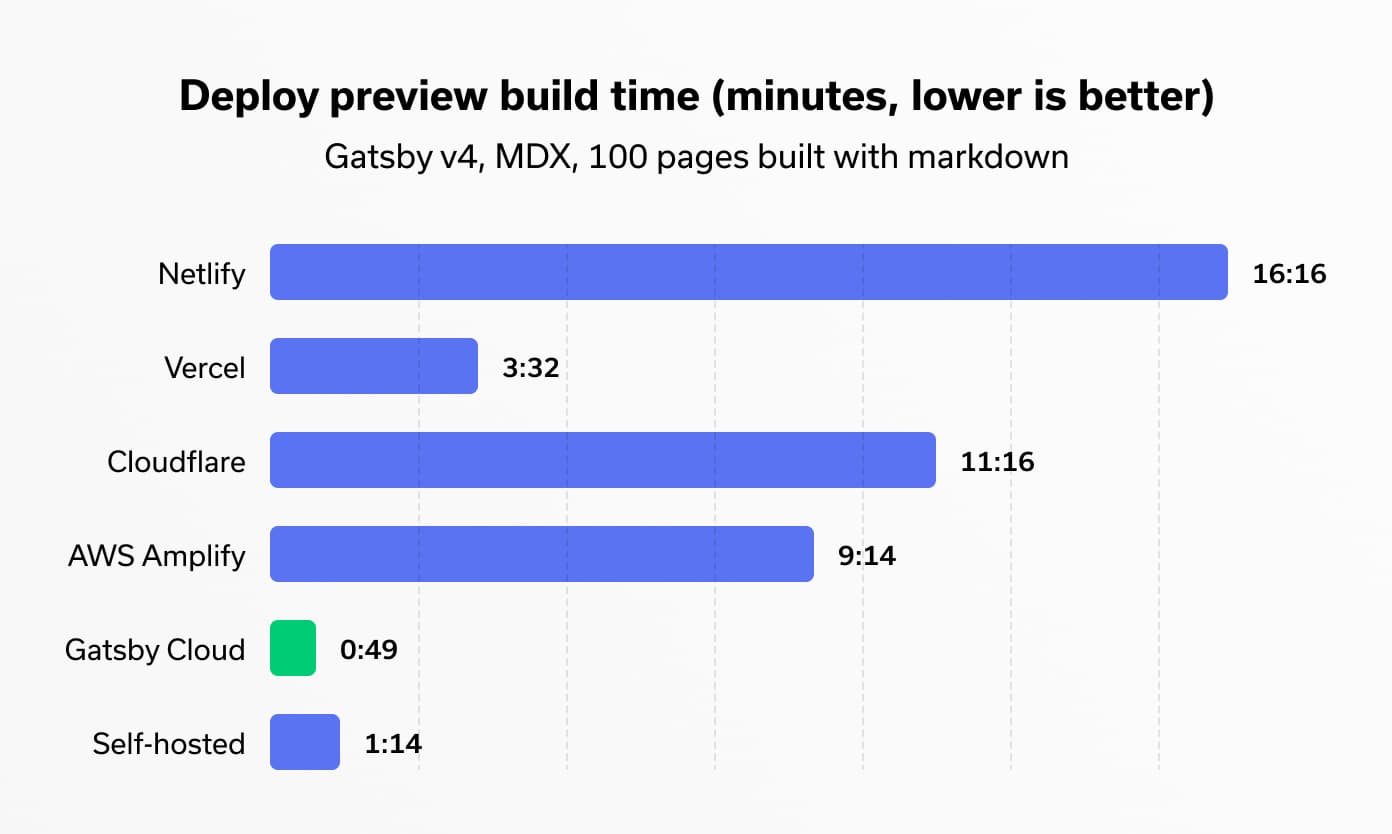 Deploy preview build time (minutes, lower is better)
Gatsby v4, MDX, 100 pages built with markdown
Netlify 16:16
Vercel 3:32
Cloudflare 11:16
AWS Amplify 9:14
Gatsby Cloud 0:49
Self-hosted 1:14